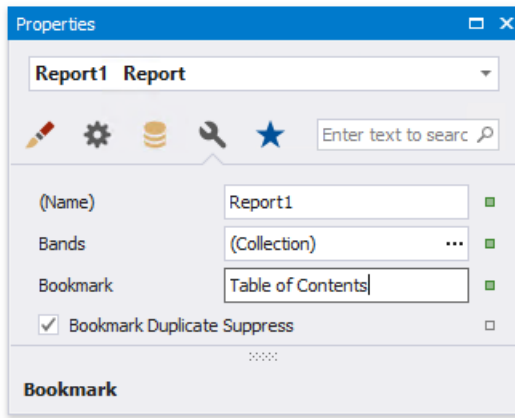 Properties
Report1 Report
Enter text to searc
(Name) Report1
Bands (Collection) ...
Bookmark Table of Contents
Bookmark Duplicate Suppress
Bookmark